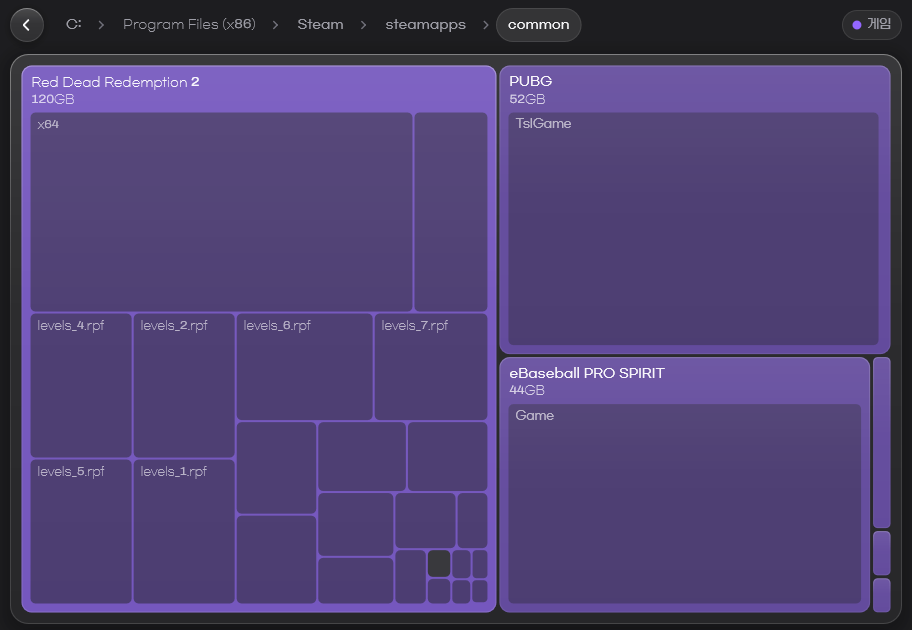 C: > Program Files (x86) > Steam > steamapps > common
게임
Red Dead Redemption 2
120GB
x64
levels_4.rpf
levels_2.rpf
levels_6.rpf
levels_7.rpf
levels_5.rpf
levels_1.rpf
PUBG
52GB
TslGame
eBaseball PRO SPIRIT
44GB
Game